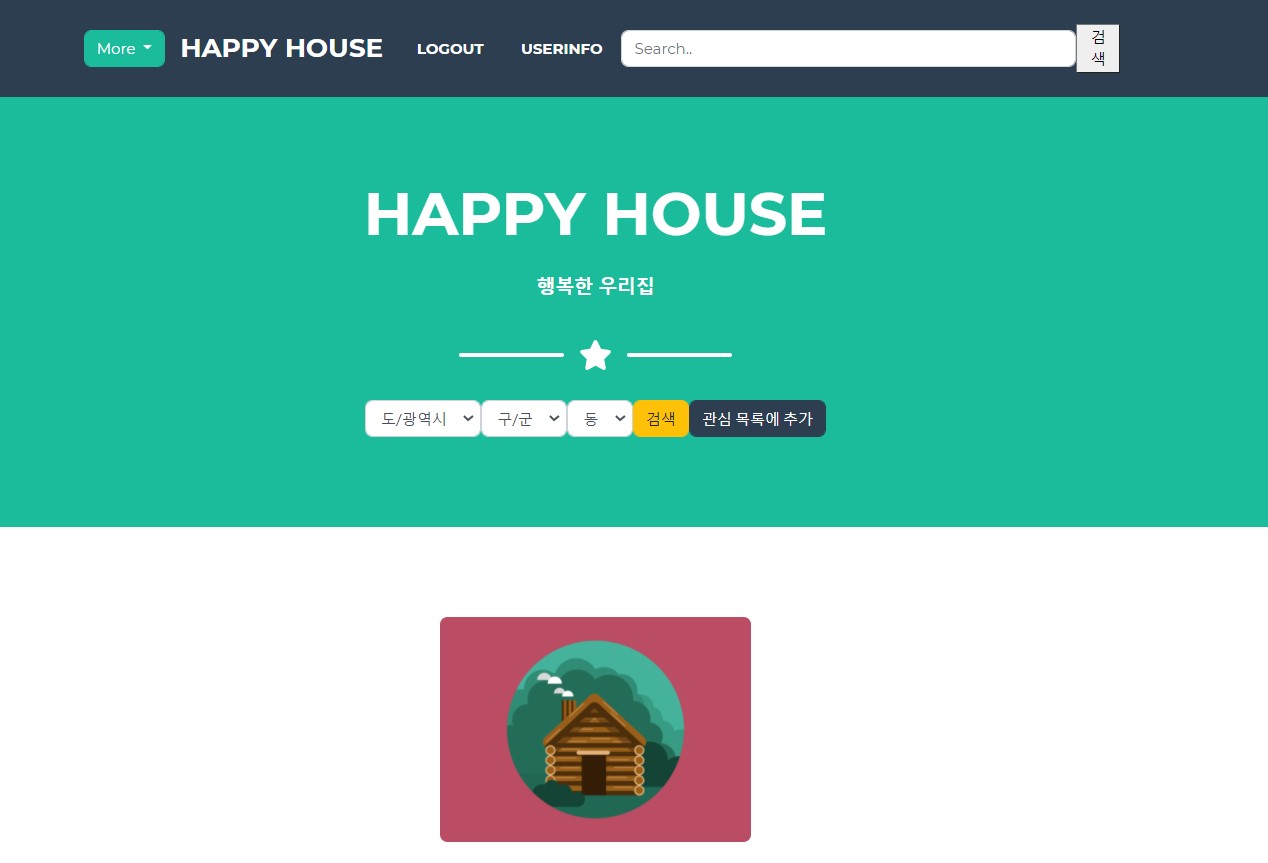 More
HAPPY HOUSE
LOGOUT
USERINFO
Search..
검
색
HAPPY HOUSE
행복한 우리집
도/광역시
구/군
동
검색
관심 목록에 추가